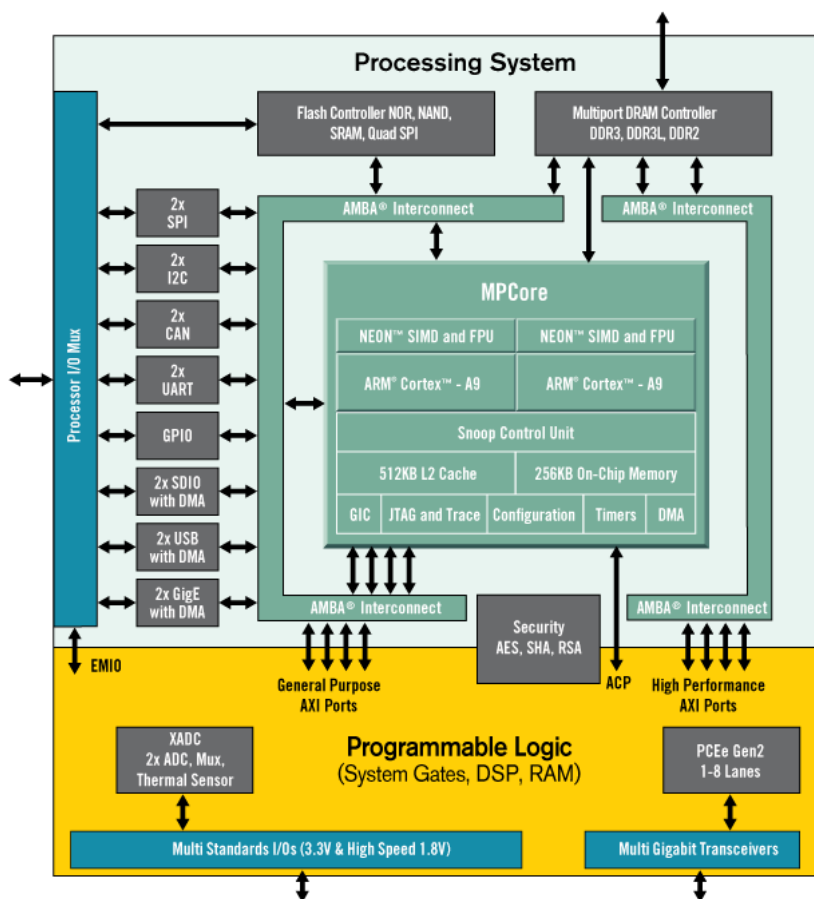 Processing System
Flash Controller NOR, NAND,
SRAM, Quad SPI
Multiport DRAM Controller
DDR3, DDR3L, DDR2
AMBA® Interconnect
AMBA® Interconnect
Processor I/O Mux
2x
SPI
2x
I2C
2x
CAN
2x
UART
GPIO
2x SDIO
with DMA
2x USB
with DMA
2x GigE
with DMA
MPCore
NEON™ SIMD and FPU
NEON™ SIMD and FPU
ARM® Cortex™ - A9
ARM® Cortex™ - A9
Snoop Control Unit
512KB L2 Cache
256KB On-Chip Memory
GIC
JTAG and Trace
Configuration
Timers
DMA
AMBA® Interconnect
AMBA® Interconnect
Security
AES, SHA, RSA
EMIO
General Purpose
AXI Ports
ACP
High Performance
AXI Ports
XADC
2x ADC, Mux,
Thermal Sensor
Programmable Logic
(System Gates, DSP, RAM)
PCEe Gen2
1-8 Lanes
Multi Standards I/Os (3.3V & High Speed 1.8V)
Multi Gigabit Transceivers